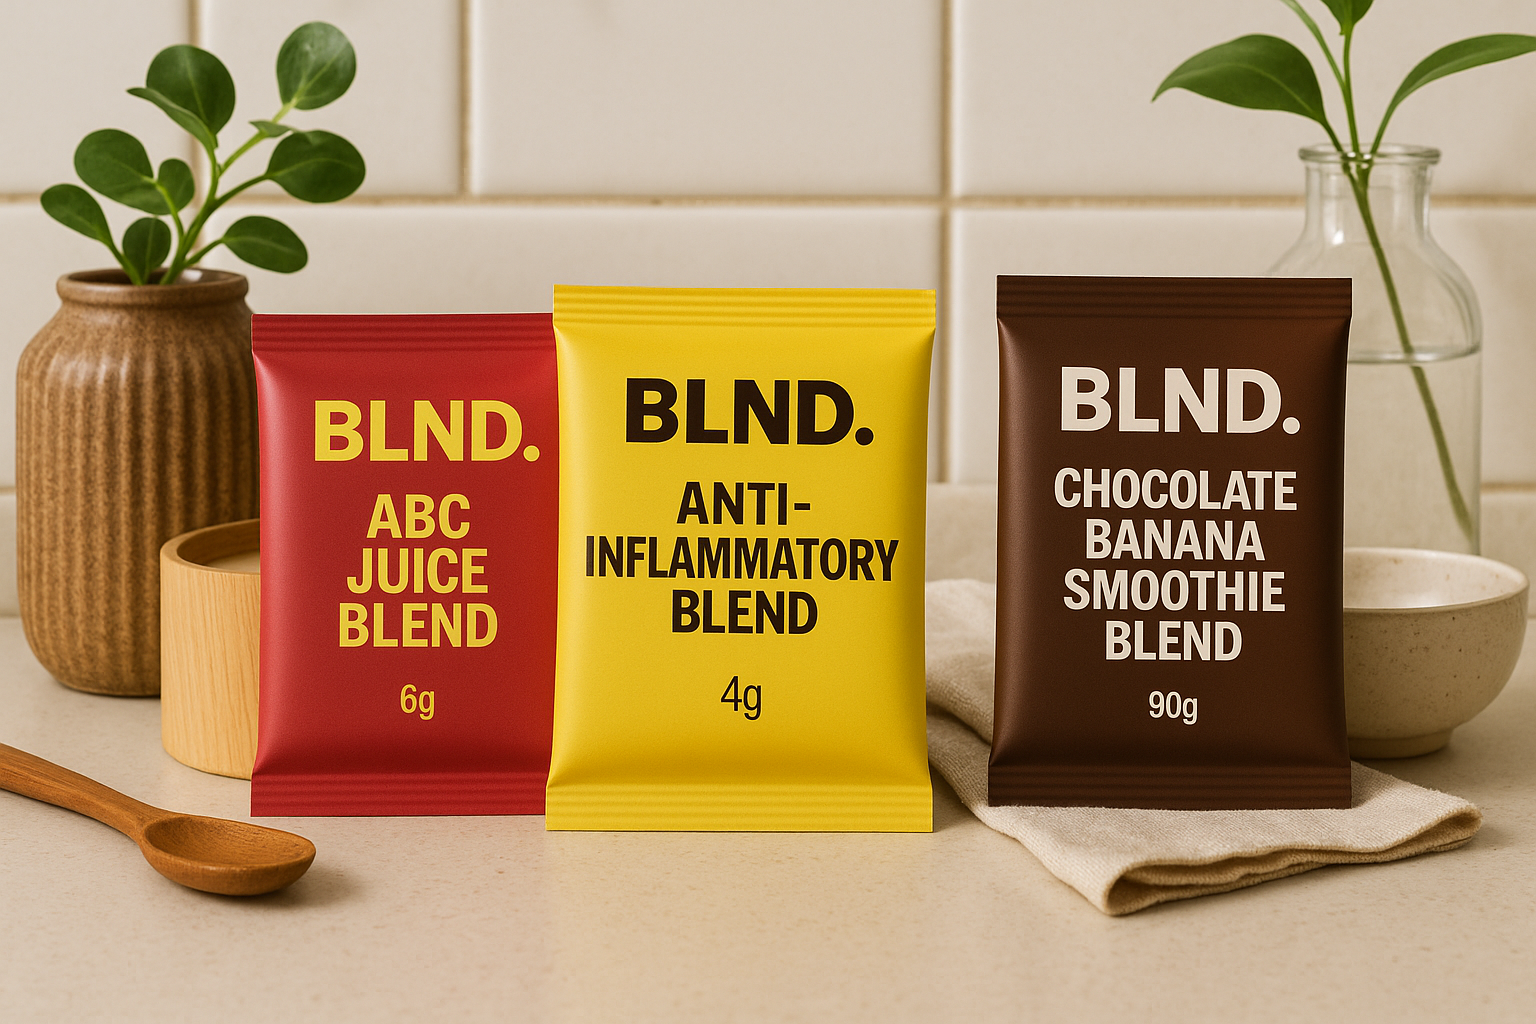 BLND.
ABC
JUICE
BLEND
6g
BLND.
ANTI-
INFLAMMATORY
BLEND
4g
BLND.
CHOCOLATE
BANANA
SMOOTHIE
BLEND
90g